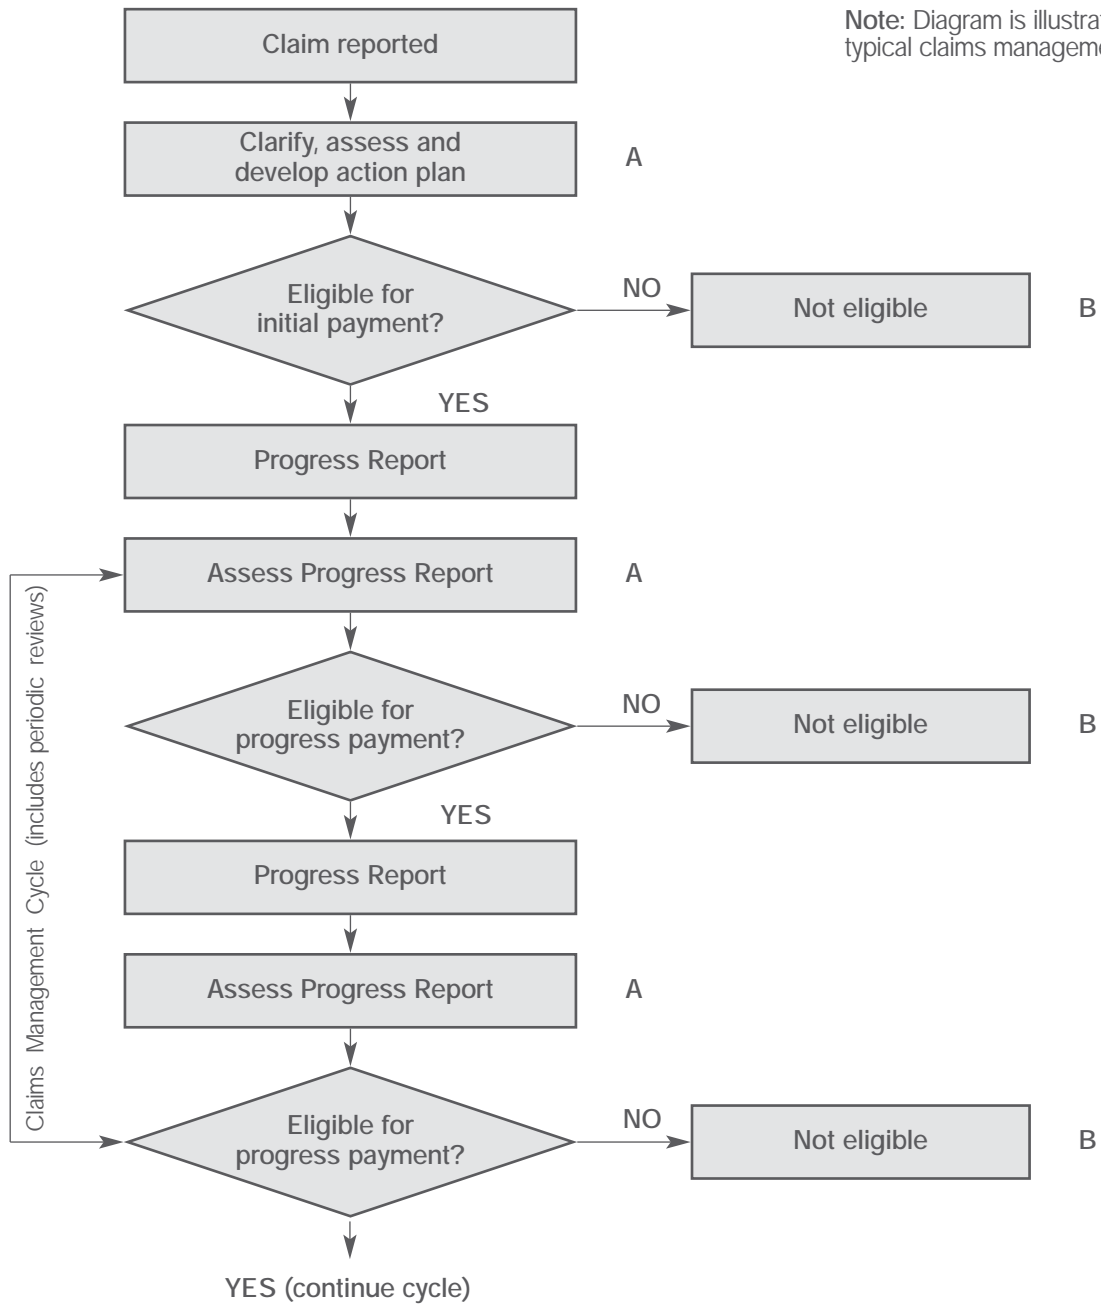 Claim reported
Note: Diagram is
typical claims
Clarify, assess and
develop action plan
A
Eligible for
initial payment?
NO
Not eligible
B
YES
Progress Report
Assess Progress Report
A
Claims Management Cycle (includes periodic reviews)
Eligible for
progress payment?
NO
Not eligible
B
YES
Progress Report
Assess Progress Report
A
Eligible for
progress payment?
NO
Not eligible
B
YES (continue cycle)